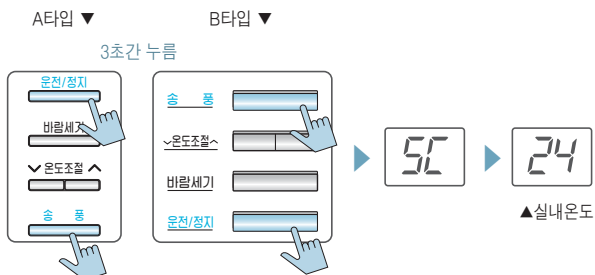 A타입 ▼
B타입 ▼
3초간 누름
운전/정지
바람세기
∨ 온도조절 ∧
송 풍
송 풍
∨온도조절∧
바람세기
운전/정지
SC
24
▲실내온도